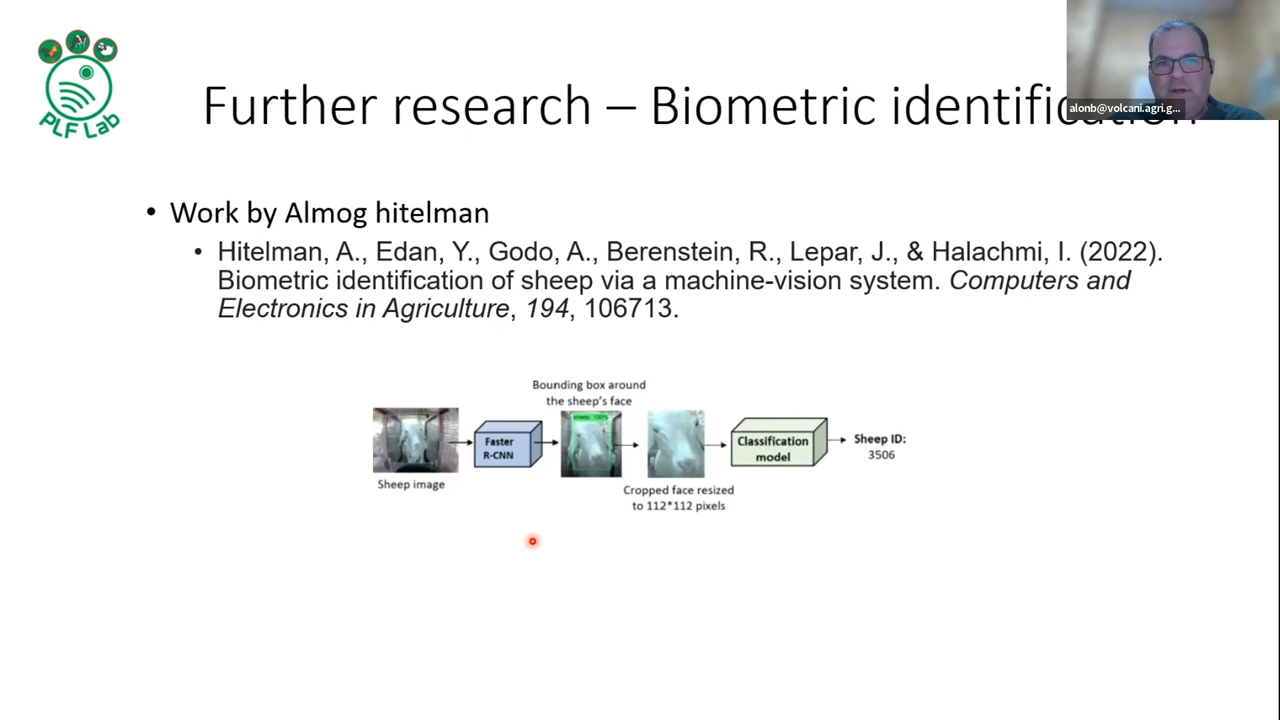 PLF Lab
Further research – Biometric identification
alonb@volcani.agri.g...
• Work by Almog hitelman
• Hitelman, A., Edan, Y., Godo, A., Berenstein, R., Lepar, J., & Halachmi, I. (2022).
Biometric identification of sheep via a machine-vision system. Computers and
Electronics in Agriculture, 194, 106713.
Bounding box around
the sheep's face
sheep: 100%
Faster
R-CNN
Classification
model
Sheep ID:
3506
Sheep image
Cropped face resized
to 112*112 pixels